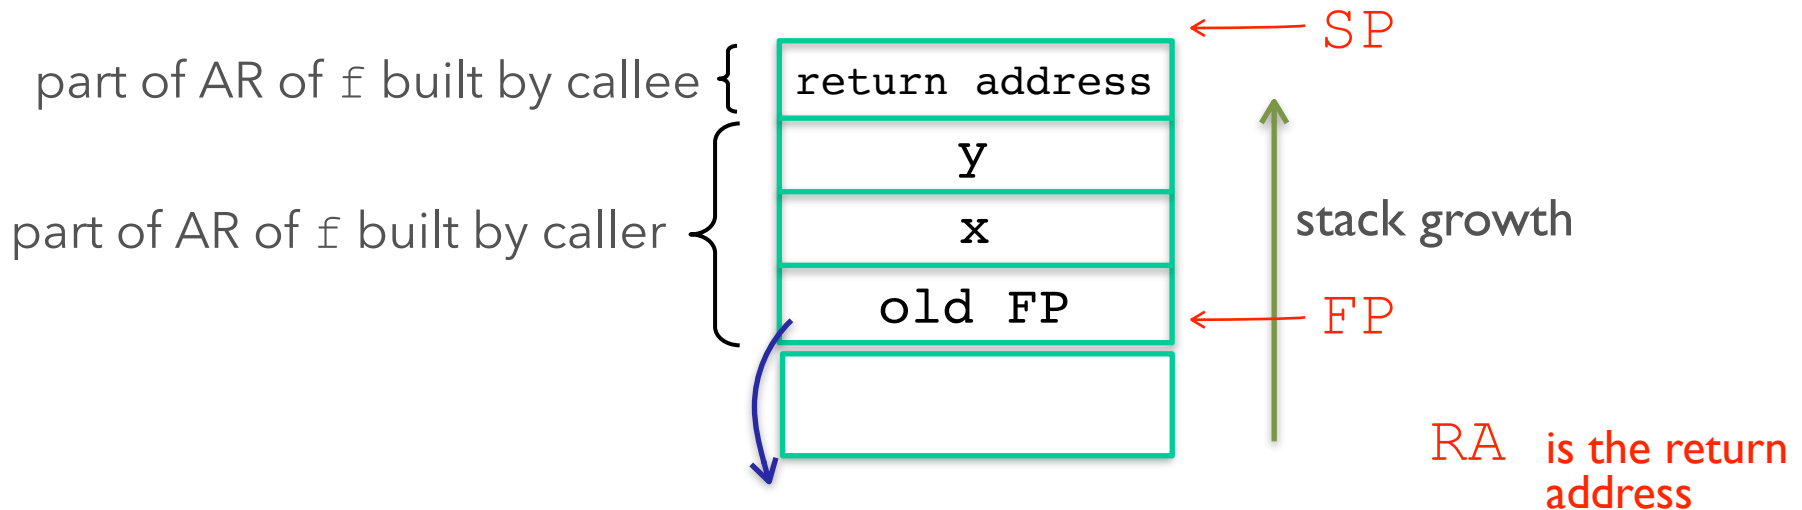 SP
part of AR of f built by callee
return address
y
part of AR of f built by caller
x
stack growth
old FP
FP
RA is the return
address